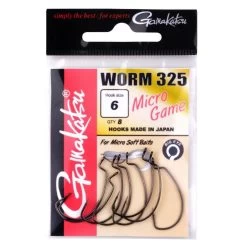 simply the best · for experts
Gamakatsu
WORM 325
Hook size
6
Micro Game
QTY 8
HOOKS MADE IN JAPAN
For Micro Soft Baits
Gamakatsu